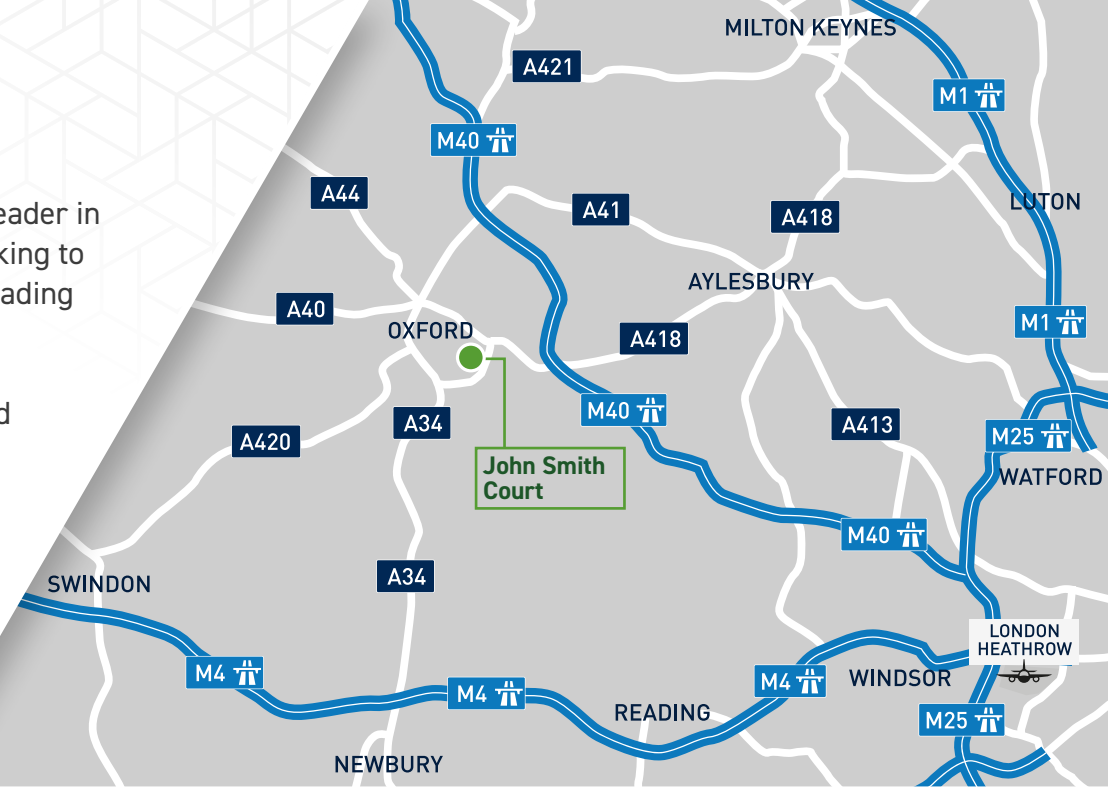 eader in
king to
ading
d
MILTON KEYNES
A421
M1
M40
A44
A41
A418
LUTON
AYLESBURY
A40
M1
OXFORD
A418
M40
A34
A413
A420
M25
John Smith
Court
WATFORD
M40
SWINDON
A34
LONDON
HEATHROW
M4
M4
M4
WINDSOR
READING
M25
NEWBURY